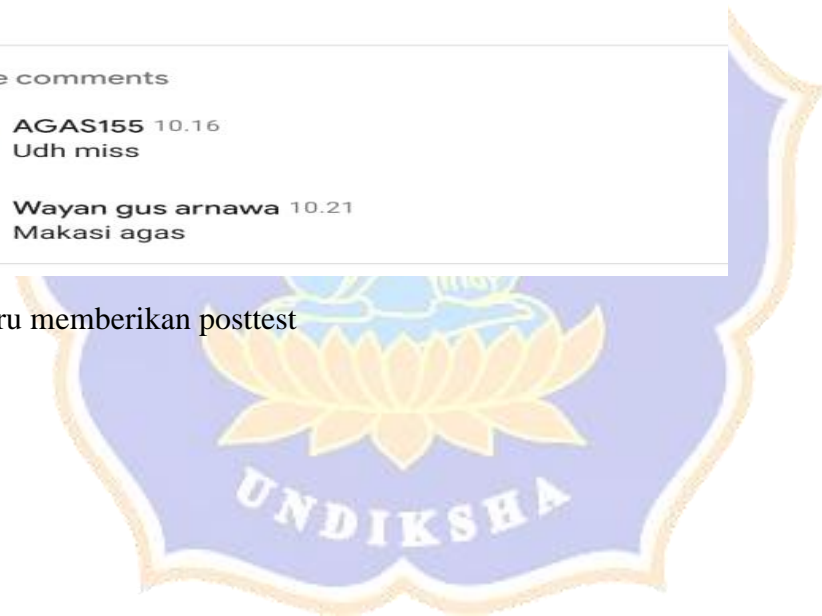 e comments
AGAS155 10.16
Udh miss
Wayan gus arnawa 10.21
Makasi agas
ru memberikan posttest
UNDIKSHA